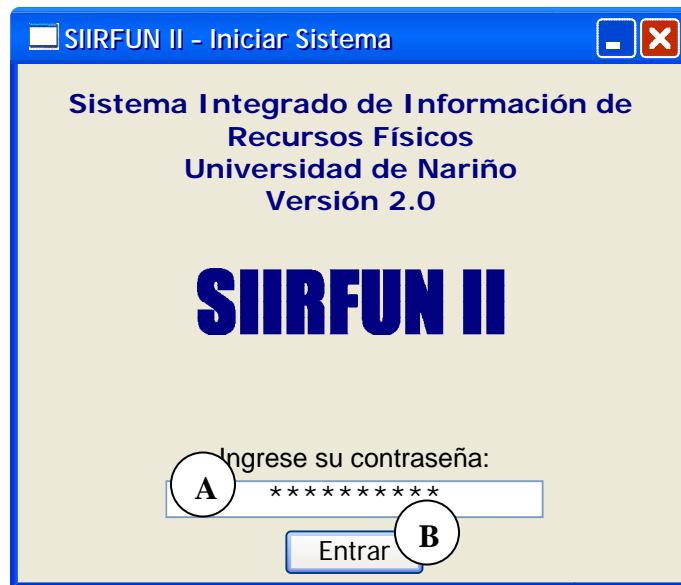 SIIRFUN II - Iniciar Sistema
Sistema Integrado de Información de
Recursos Físicos
Universidad de Nariño
Versión 2.0
SIIRFUN II
Ingrese su contraseña:
A **********
B
Entrar